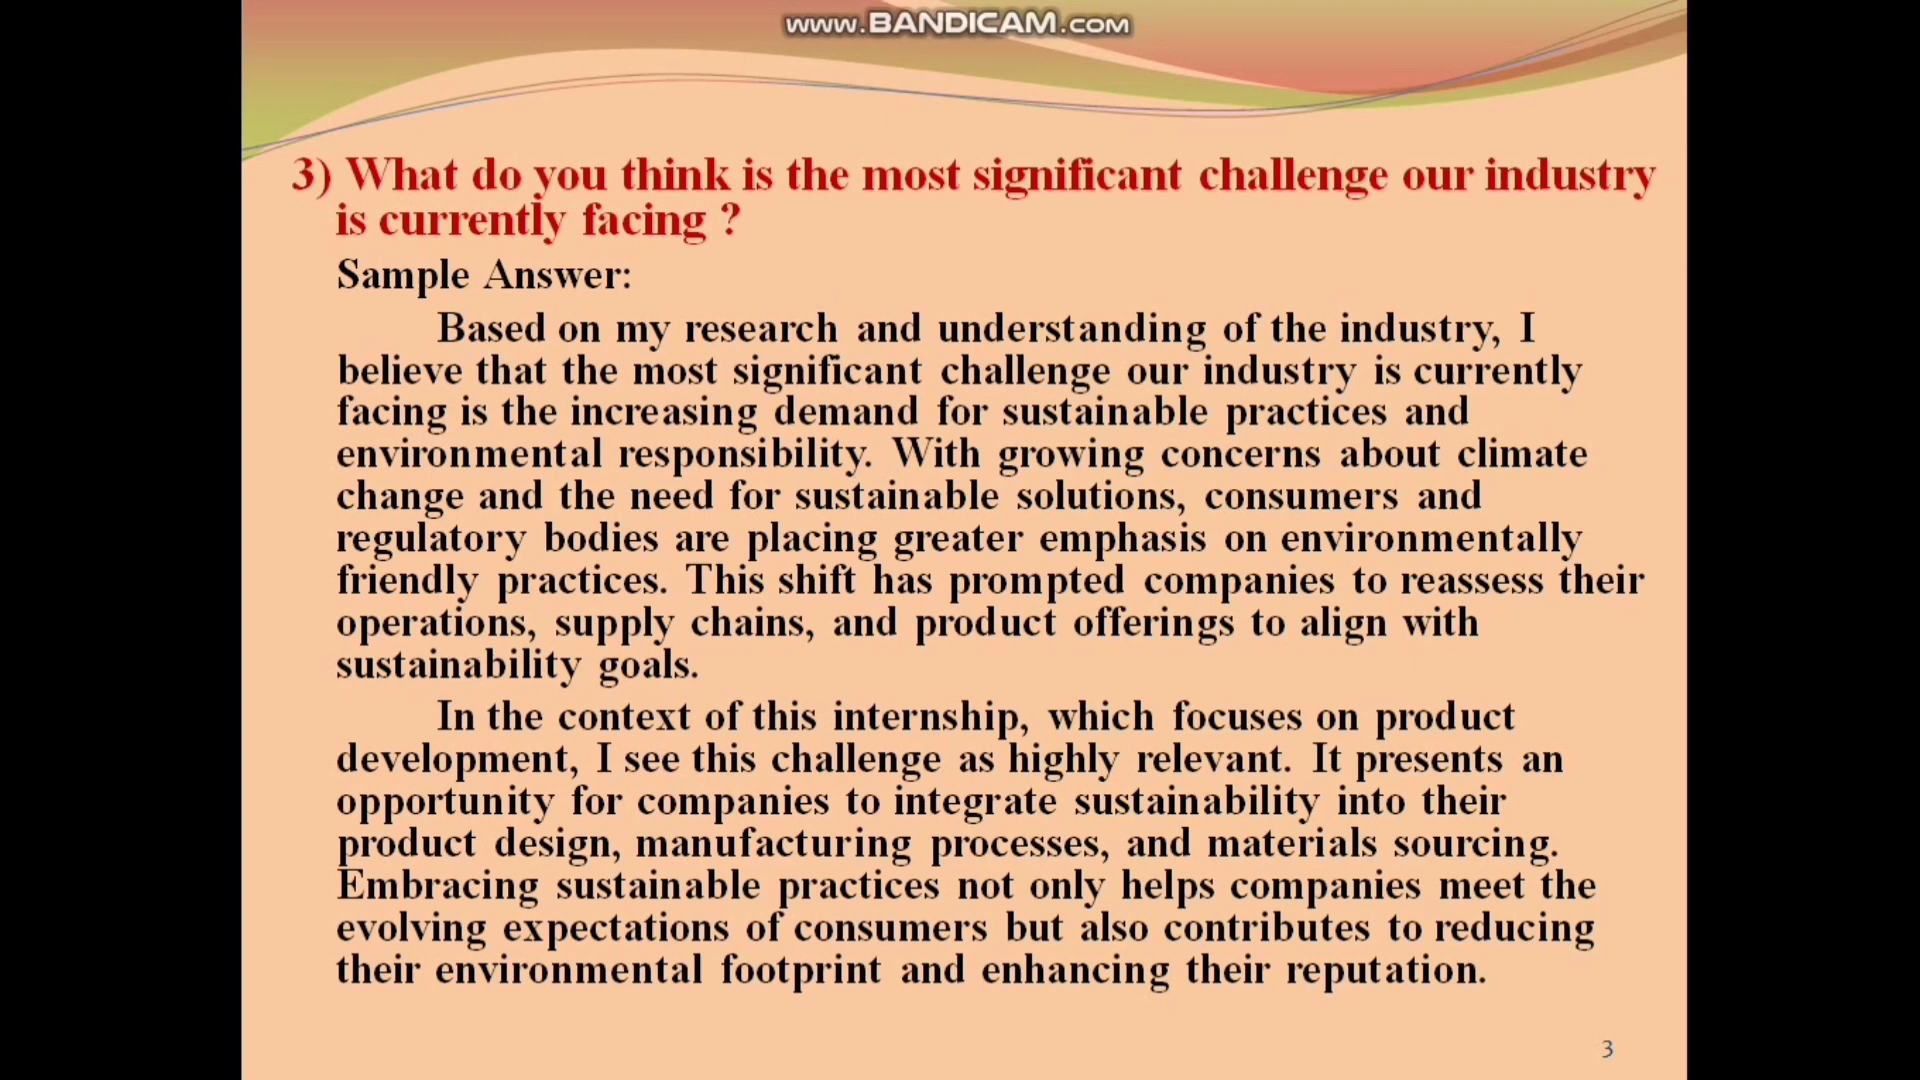 www.BANDICAM.com
3) What do you think is the most significant challenge our industry
is currently facing ?
Sample Answer:
Based on my research and understanding of the industry, I
believe that the most significant challenge our industry is currently
facing is the increasing demand for sustainable practices and
environmental responsibility. With growing concerns about climate
change and the need for sustainable solutions, consumers and
regulatory bodies are placing greater emphasis on environmentally
friendly practices. This shift has prompted companies to reassess their
operations, supply chains, and product offerings to align with
sustainability goals.
In the context of this internship, which focuses on product
development, I see this challenge as highly relevant. It presents an
opportunity for companies to integrate sustainability into their
product design, manufacturing processes, and materials sourcing.
Embracing sustainable practices not only helps companies meet the
evolving expectations of consumers but also contributes to reducing
their environmental footprint and enhancing their reputation.
3